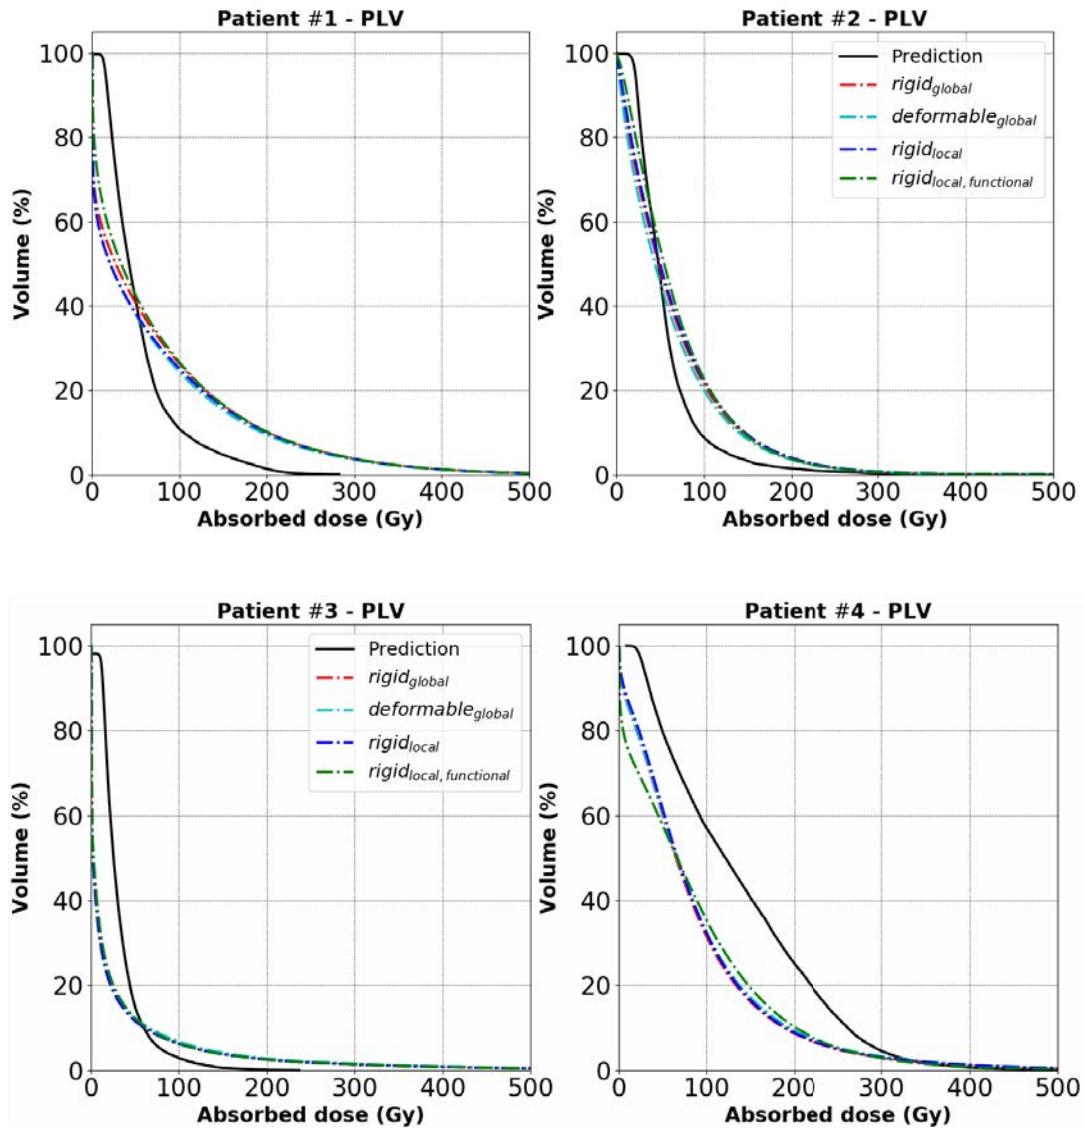 Patient #1 - PLV
100
80
60
40
20
0
Volume (%)
0 100 200 300 400 500
Absorbed dose (Gy)
Patient #2 - PLV
100
80
60
40
20
0
Volume (%)
Prediction
rigid_global
deformable_global
rigid_local
rigid_local, functional
0 100 200 300 400 500
Absorbed dose (Gy)
Patient #3 - PLV
100
80
60
40
20
0
Volume (%)
Prediction
rigid_global
deformable_global
rigid_local
rigid_local, functional
0 100 200 300 400 500
Absorbed dose (Gy)
Patient #4 - PLV
100
80
60
40
20
0
Volume (%)
0 100 200 300 400 500
Absorbed dose (Gy)